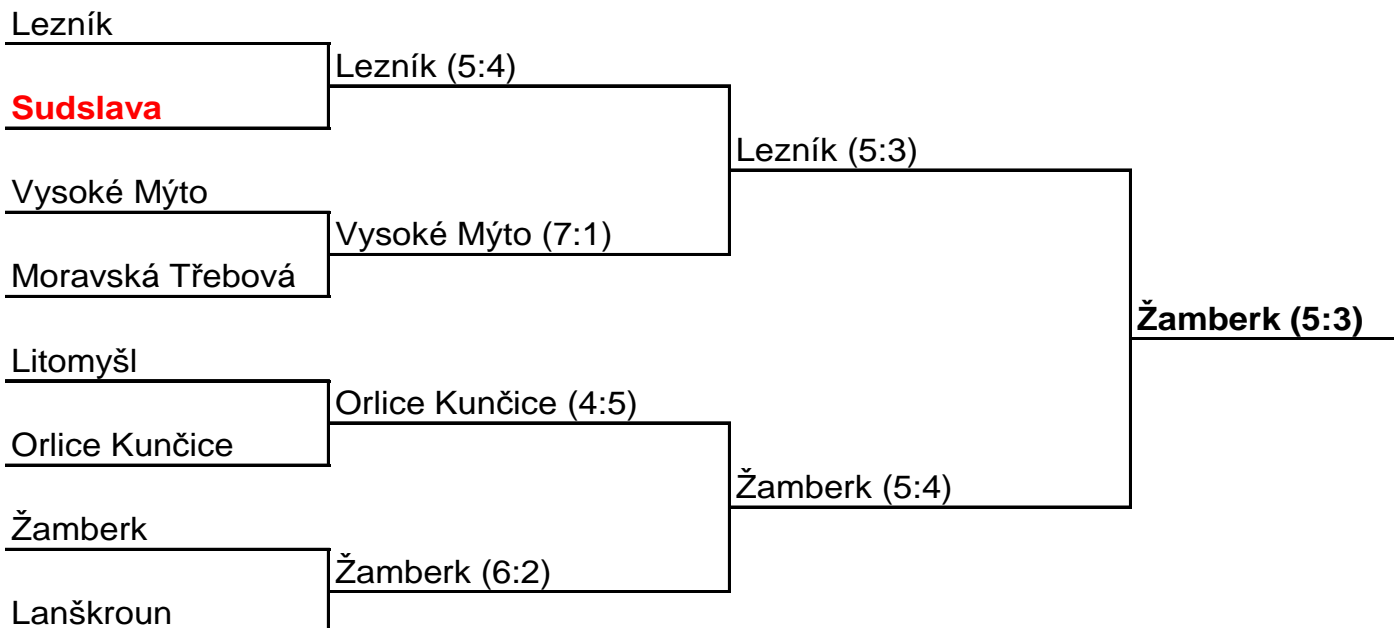 Lezník
Lezník (5:4)
Sudslava
Lezník (5:3)
Vysoké Mýto
Vysoké Mýto (7:1)
Moravská Třebová
Žamberk (5:3)
Litomyšl
Orlice Kunčice (4:5)
Orlice Kunčice
Žamberk (5:4)
Žamberk
Žamberk (6:2)
Lanškroun